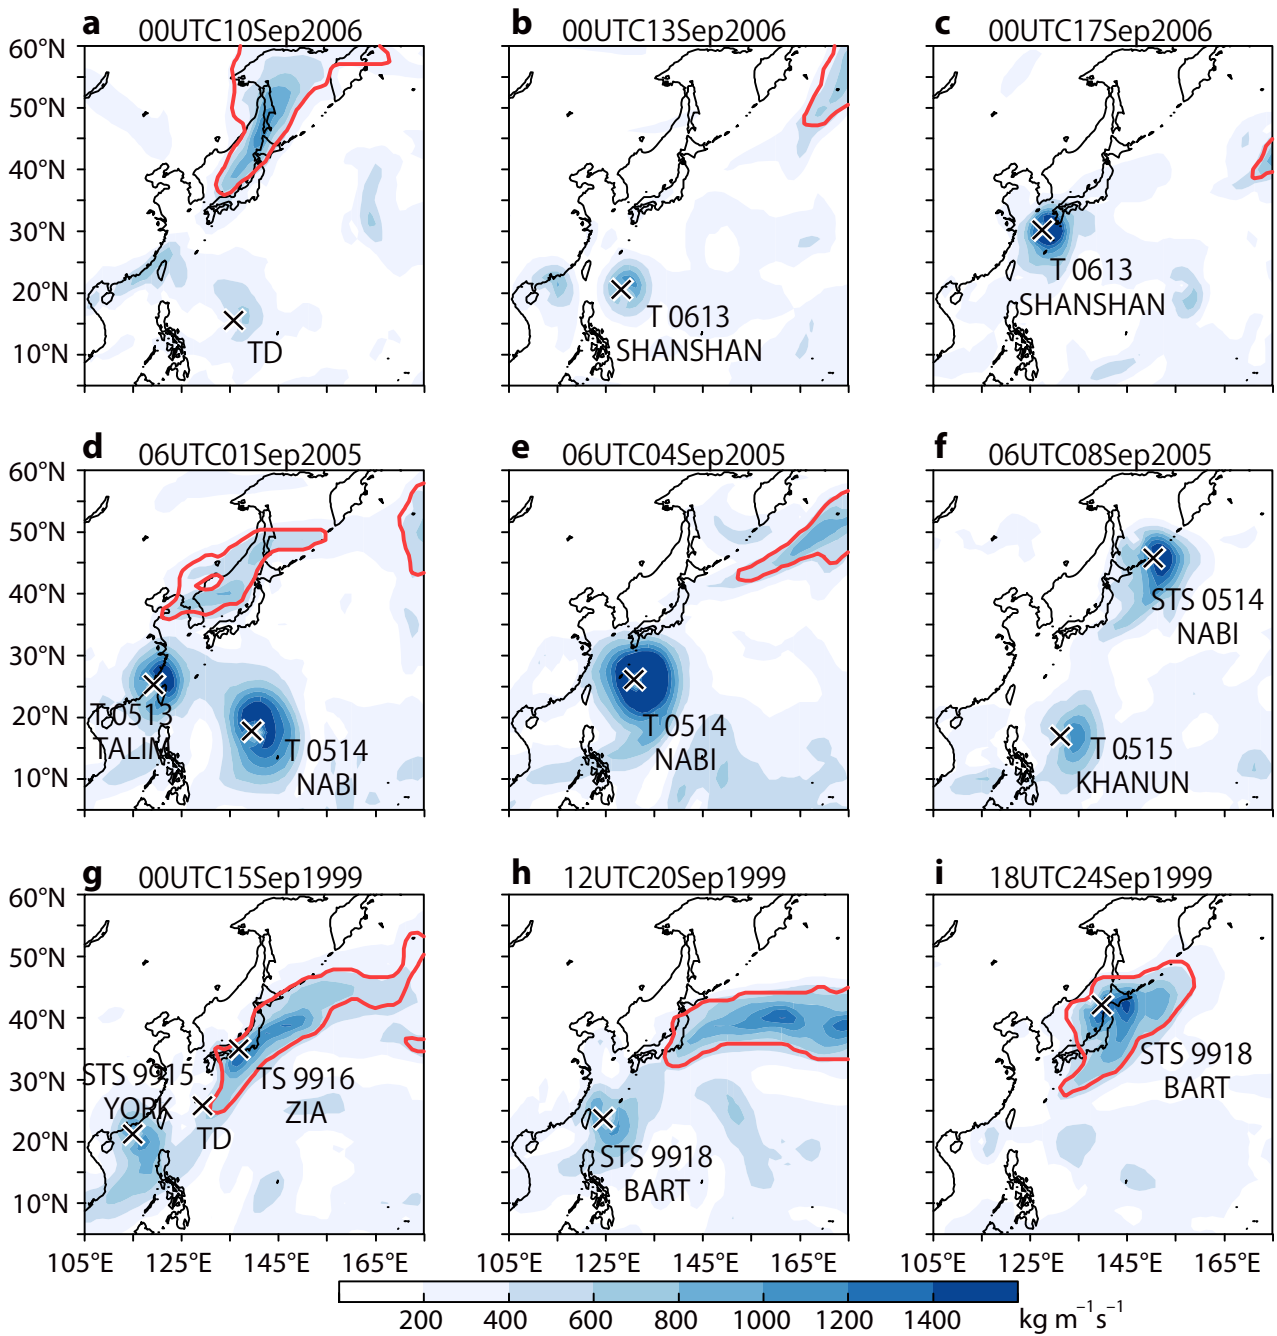 a
00UTC10Sep2006
b
00UTC13Sep2006
c
00UTC17Sep2006
60°N
50°N
40°N
30°N
20°N
10°N
TD
T 0613
SHANSHAN
T 0613
SHANSHAN
d
06UTC01Sep2005
e
06UTC04Sep2005
f
06UTC08Sep2005
60°N
50°N
40°N
30°N
20°N
10°N
T 0513
TALIM
T 0514
NABI
T 0514
NABI
STS 0514
NABI
T 0515
KHANUN
g
00UTC15Sep1999
h
12UTC20Sep1999
i
18UTC24Sep1999
60°N
50°N
40°N
30°N
20°N
10°N
STS 9915
YORK
TS 9916
ZIA
TD
STS 9918
BART
STS 9918
BART
105°E 125°E 145°E 165°E
105°E 125°E 145°E 165°E
105°E 125°E 145°E 165°E
200 400 600 800 1000 1200 1400 kg m⁻¹ s⁻¹